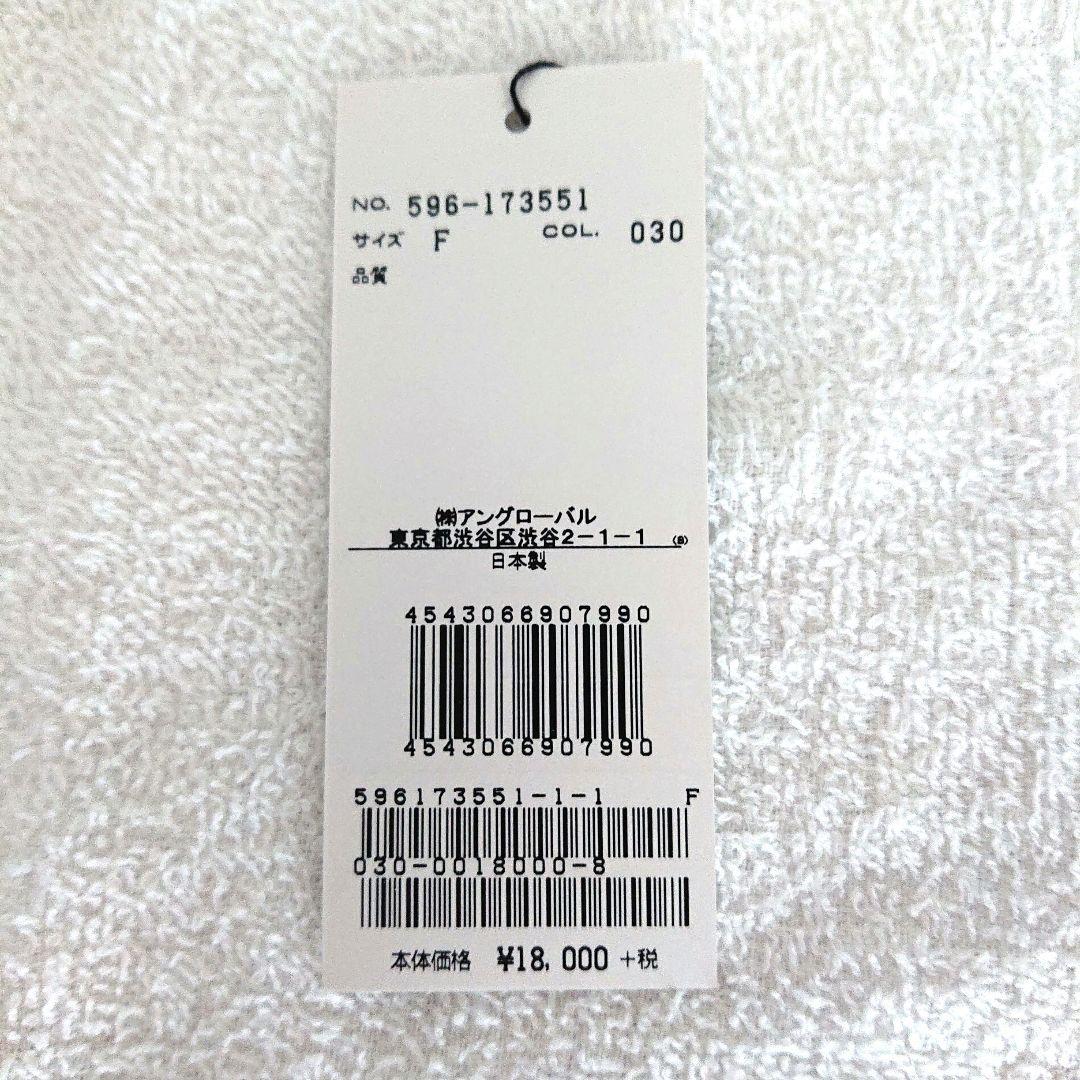 NO. 596-173551
サイズ F COL. 030
品質
㈱アングローバル
東京都渋谷区渋谷2-1-1 (8)
日本製
4543066907990
4543066907990
596173551-1-1 F
030-0018000-8
本体価格 ¥18,000 +税